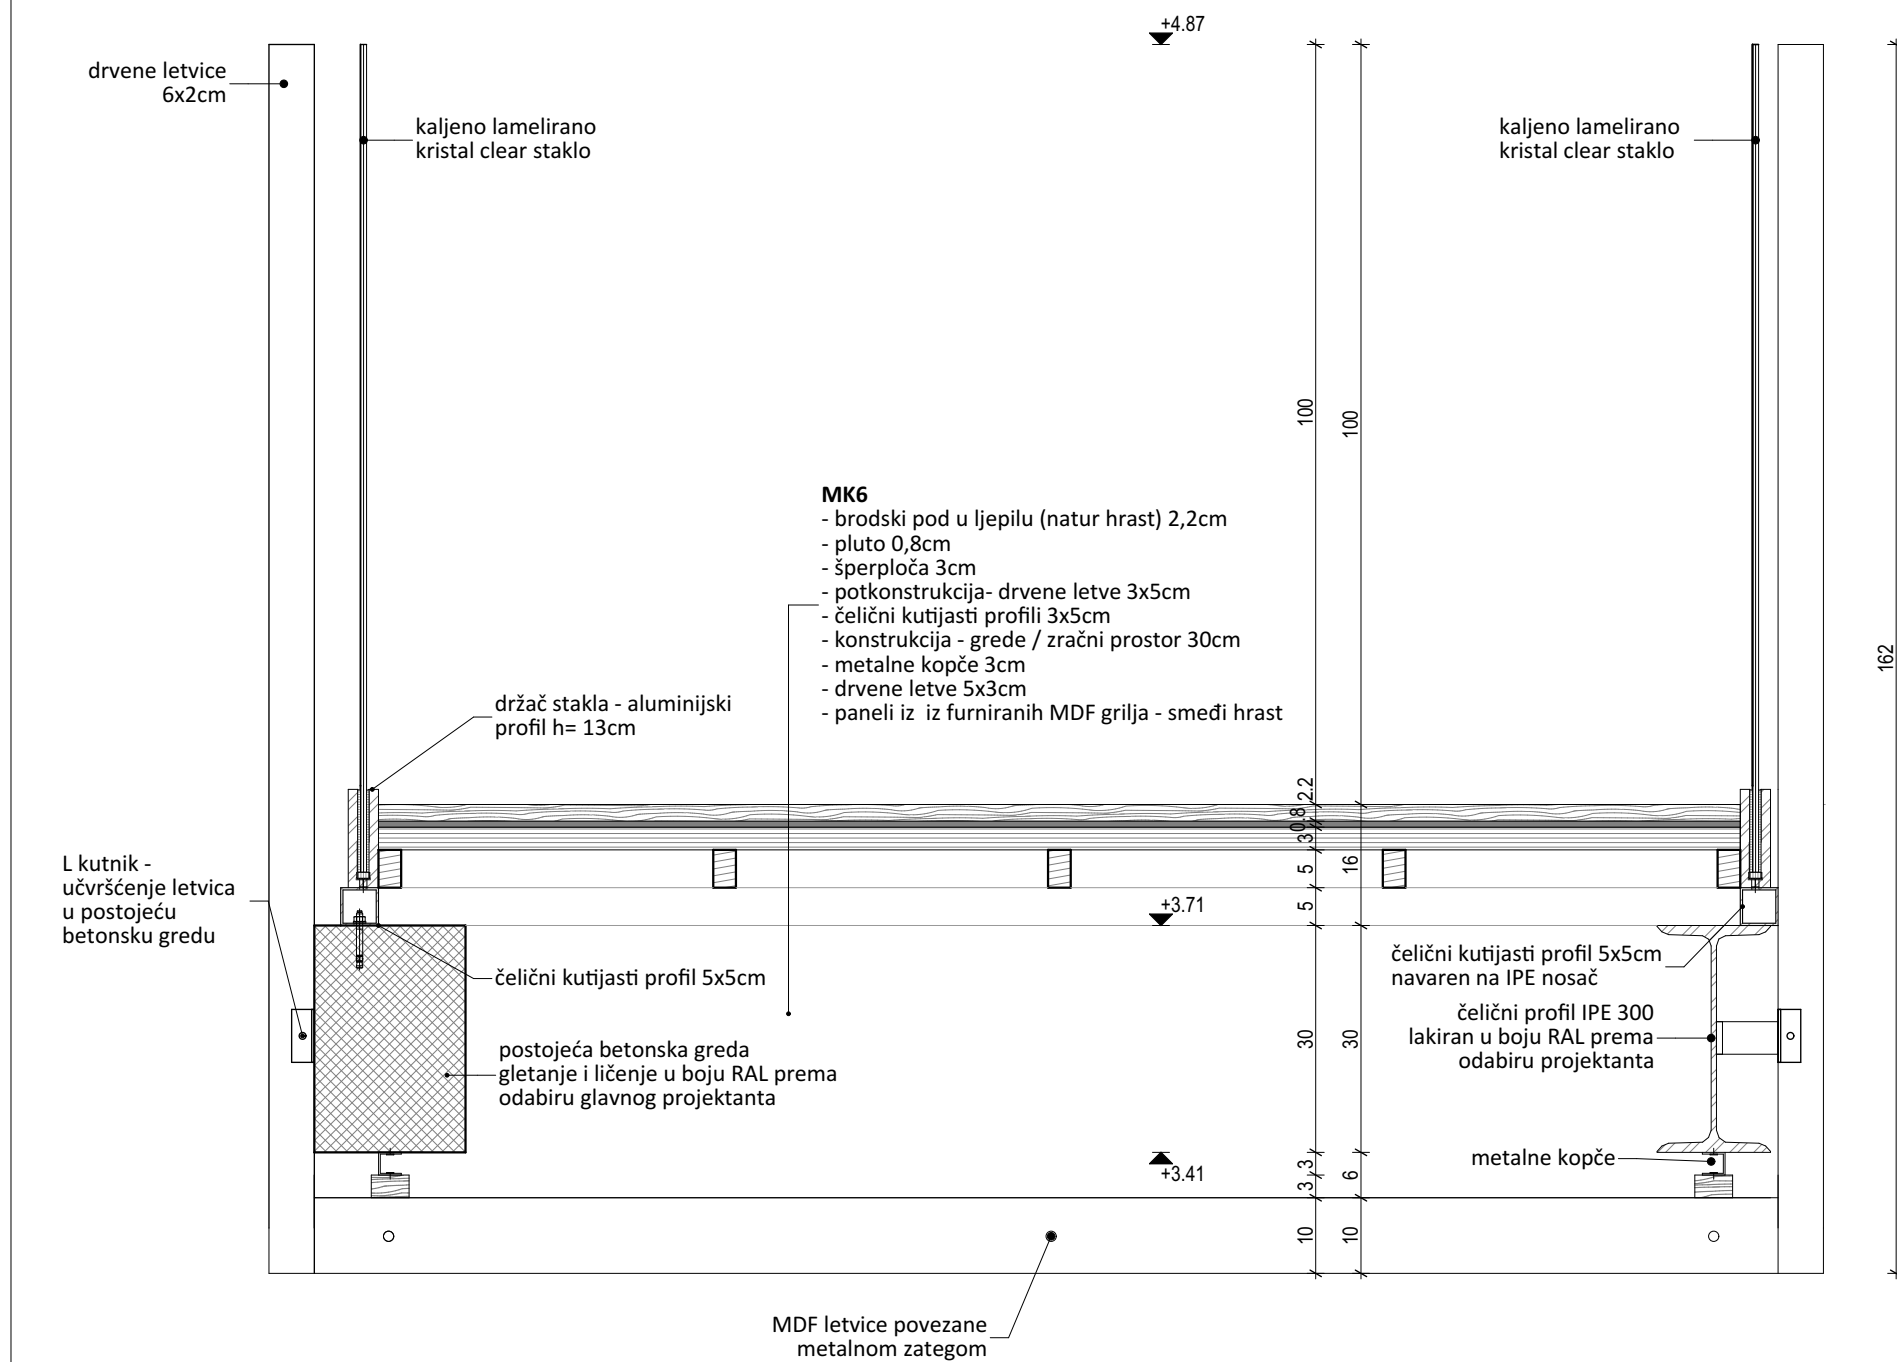 +4.87
drvene letvice
6x2cm
kaljeno lamelirano
kristal clear staklo
kaljeno lamelirano
kristal clear staklo
100
100
162
MK6
- brodski pod u ljepilu (natur hrast) 2,2cm
- pluto 0,8cm
- šperploča 3cm
- potkonstrukcija- drvene letve 3x5cm
- čelični kutijasti profili 3x5cm
- konstrukcija - grede / zračni prostor 30cm
- metalne kopče 3cm
- drvene letve 5x3cm
- paneli iz  iz furniranih MDF grilja - smeđi hrast
držač stakla - aluminijski
profil h= 13cm
2.2
0.8
3
5
16
5
L kutnik -
učvršćenje letvica
u postojeću
betonsku gredu
+3.71
čelični kutijasti profil 5x5cm
čelični kutijasti profil 5x5cm
navaren na IPE nosač
čelični profil IPE 300
lakiran u boju RAL prema
odabiru projektanta
30
30
postojeća betonska greda
gletanje i ličenje u boju RAL prema
odabiru glavnog projektanta
+3.41
metalne kopče
3
3
6
10
10
MDF letvice povezane
metalnom zategom